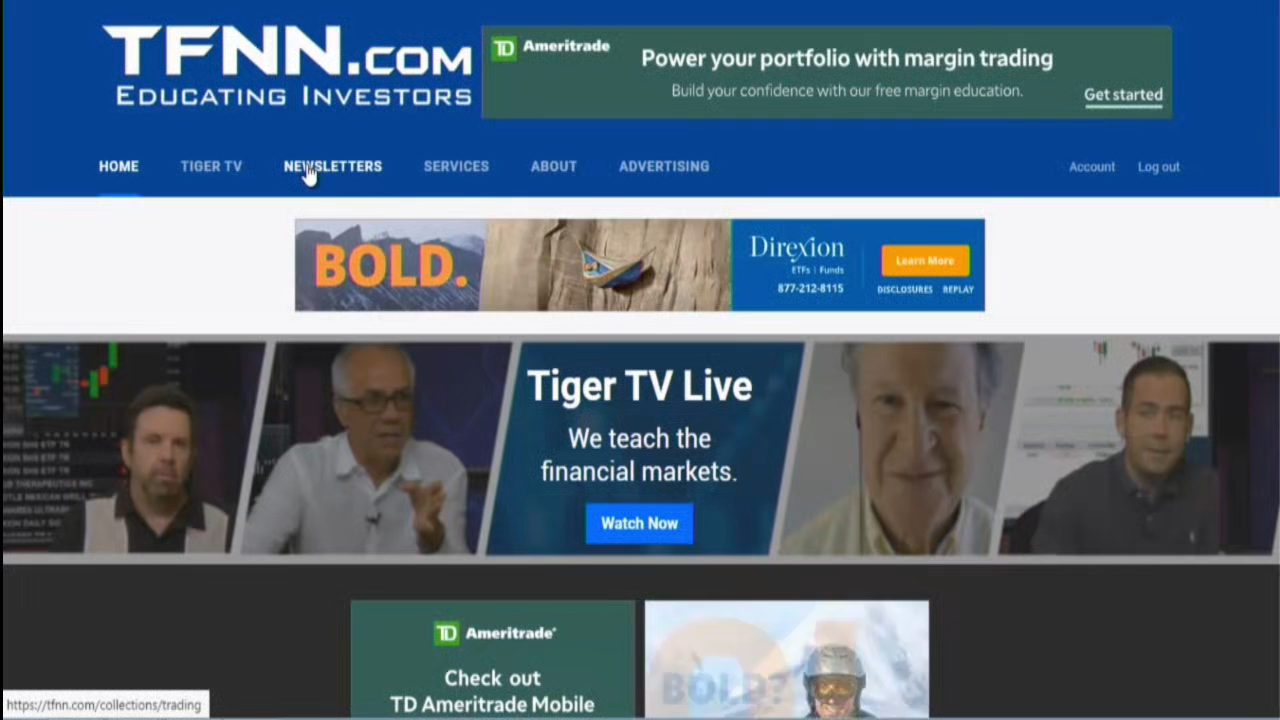 TFNN.COM
EDUCATING INVESTORS
TD Ameritrade
Power your portfolio with margin trading
Build your confidence with our free margin education.
Get started
HOME
TIGER TV
NEWSLETTERS
SERVICES
ABOUT
ADVERTISING
Account
Log out
BOLD.
Direxion
ETFs | Funds
877-212-8115
Learn More
DISCLOSURES
REPLAY
Tiger TV Live
We teach the
financial markets.
Watch Now
TD Ameritrade
Check out
TD Ameritrade Mobile
BOLD?
https://tfnn.com/collections/trading